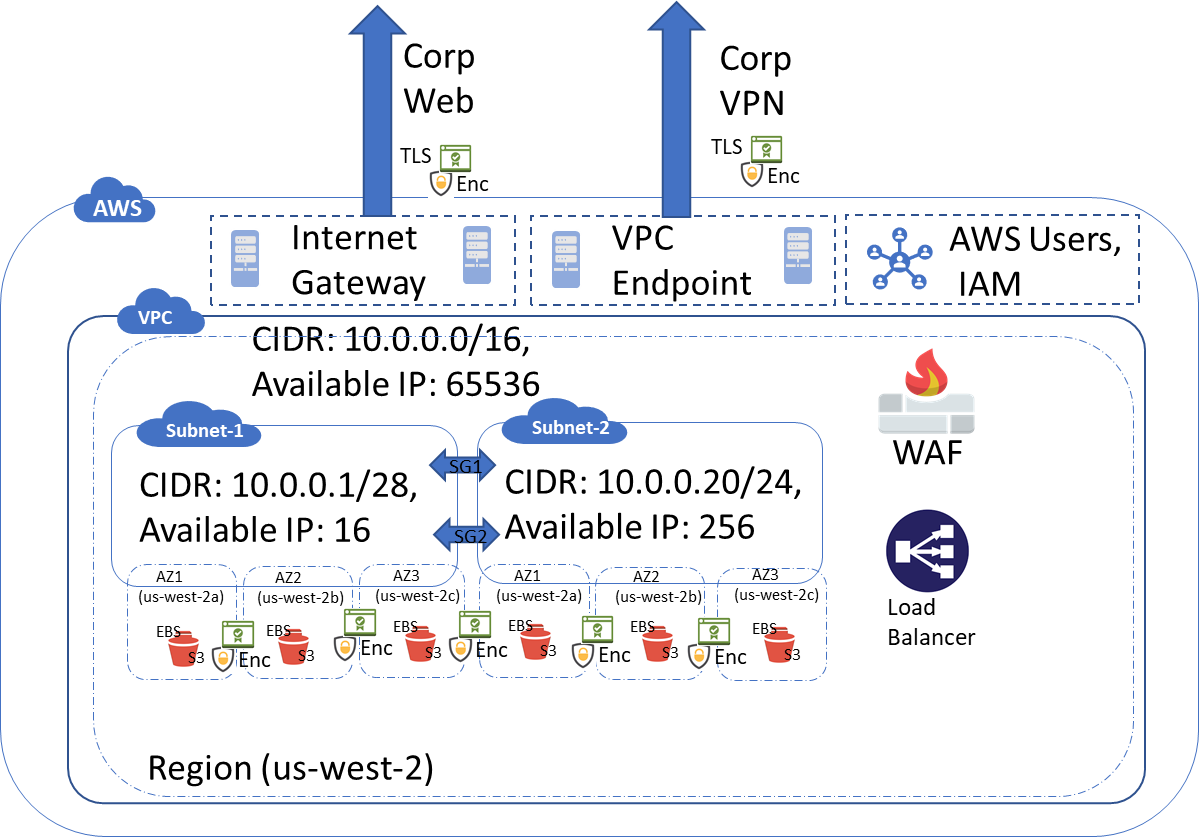 Corp
Web
TLS
Enc
Corp
VPN
TLS
Enc
AWS
Internet
Gateway
VPC
Endpoint
AWS Users,
IAM
VPC
CIDR: 10.0.0.0/16,
Available IP: 65536
WAF
Subnet-1
CIDR: 10.0.0.1/28,
Available IP: 16
SG1
SG2
Subnet-2
CIDR: 10.0.0.20/24,
Available IP: 256
Load
Balancer
AZ1
(us-west-2a)
EBS
S3
Enc
AZ2
(us-west-2b)
EBS
S3
Enc
AZ3
(us-west-2c)
EBS
S3
Enc
AZ1
(us-west-2a)
EBS
S3
Enc
AZ2
(us-west-2b)
EBS
S3
Enc
AZ3
(us-west-2c)
EBS
S3
Region (us-west-2)